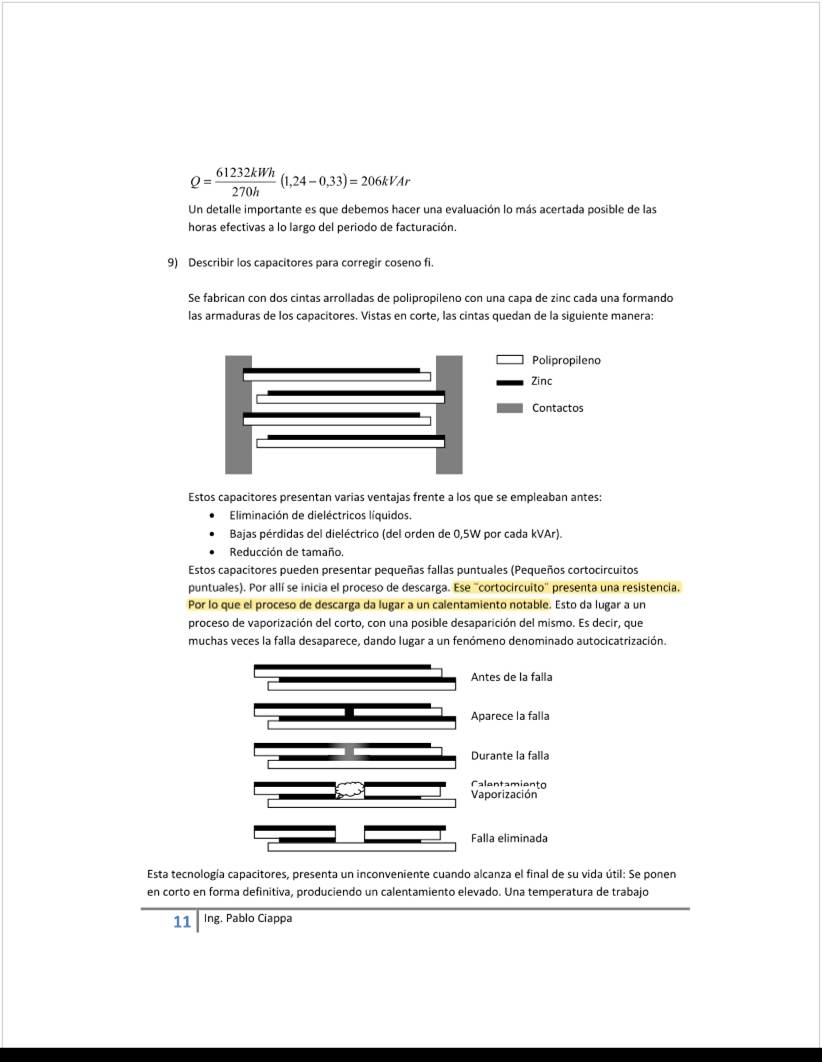 Q = 61232kWh / 270h (1,24 − 0,33) = 206kVAr
Un detalle importante es que debemos hacer una evaluación lo más acertada posible de las
horas efectivas a lo largo del periodo de facturación.
9) Describir los capacitores para corregir coseno fi.
Se fabrican con dos cintas arrolladas de polipropileno con una capa de zinc cada una formando
las armaduras de los capacitores. Vistas en corte, las cintas quedan de la siguiente manera:
Polipropileno
Zinc
Contactos
Estos capacitores presentan varias ventajas frente a los que se empleaban antes:
• Eliminación de dieléctricos líquidos.
• Bajas pérdidas del dieléctrico (del orden de 0,5W por cada kVAr).
• Reducción de tamaño.
Estos capacitores pueden presentar pequeñas fallas puntuales (Pequeños cortocircuitos
puntuales). Por allí se inicia el proceso de descarga. Ese "cortocircuito" presenta una resistencia.
Por lo que el proceso de descarga da lugar a un calentamiento notable. Esto da lugar a un
proceso de vaporización del corto, con una posible desaparición del mismo. Es decir, que
muchas veces la falla desaparece, dando lugar a un fenómeno denominado autocicatrización.
Antes de la falla
Aparece la falla
Durante la falla
Calentamiento
Vaporización
Falla eliminada
Esta tecnología capacitores, presenta un inconveniente cuando alcanza el final de su vida útil: Se ponen
en corto en forma definitiva, produciendo un calentamiento elevado. Una temperatura de trabajo
11 Ing. Pablo Ciappa